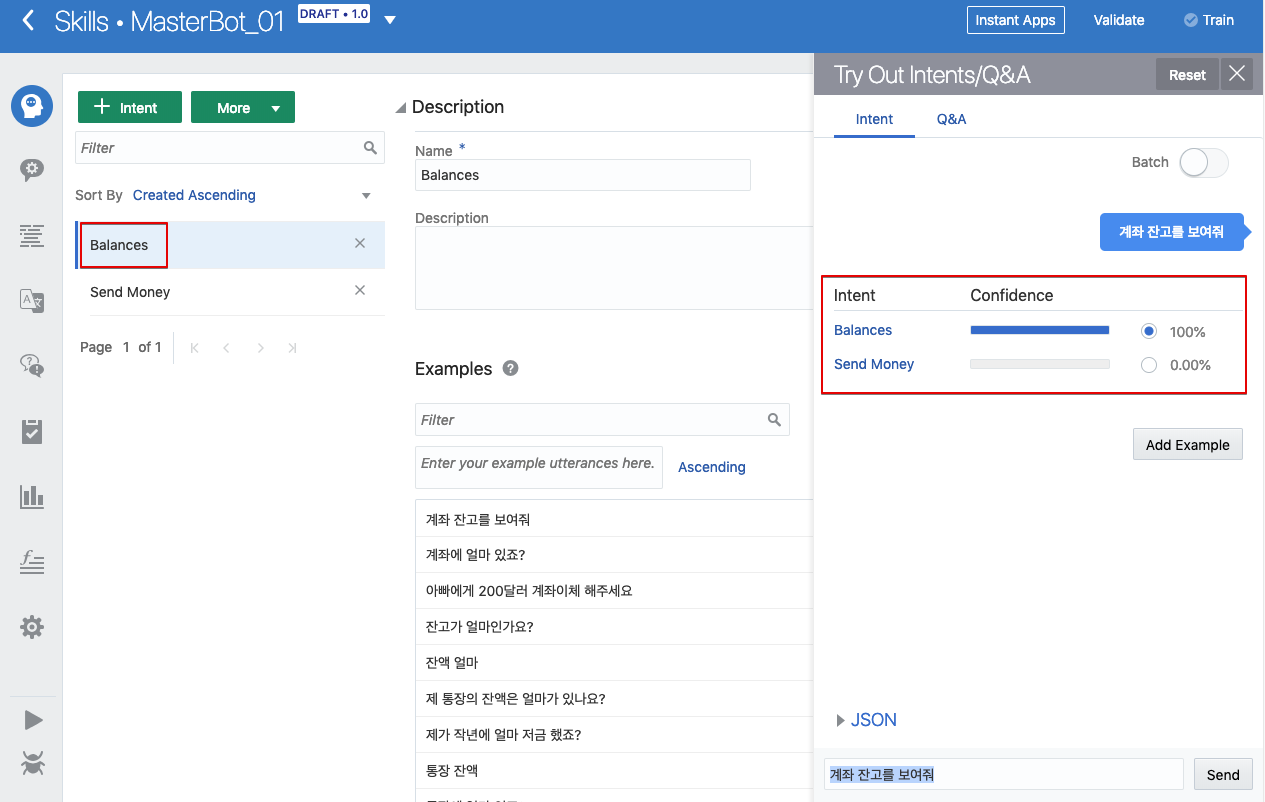 Skills • MasterBot_01 DRAFT • 1.0
Instant Apps Validate Train
Intent More
Filter
Sort By Created Ascending
Balances
Send Money
Page 1 of 1
Description
Name *
Balances
Description
Examples
Filter
Enter your example utterances here. Ascending
계좌 잔고를 보여줘
계좌에 얼마 있죠?
아빠에게 200달러 계좌이체 해주세요
잔고가 얼마인가요?
잔액 얼마
제 통장의 잔액은 얼마가 있나요?
제가 작년에 얼마 저금 했죠?
통장 잔액
Try Out Intents/Q&A Reset
Intent Q&A
Batch
계좌 잔고를 보여줘
Intent Confidence
Balances 100%
Send Money 0.00%
Add Example
JSON
계좌 잔고를 보여줘 Send